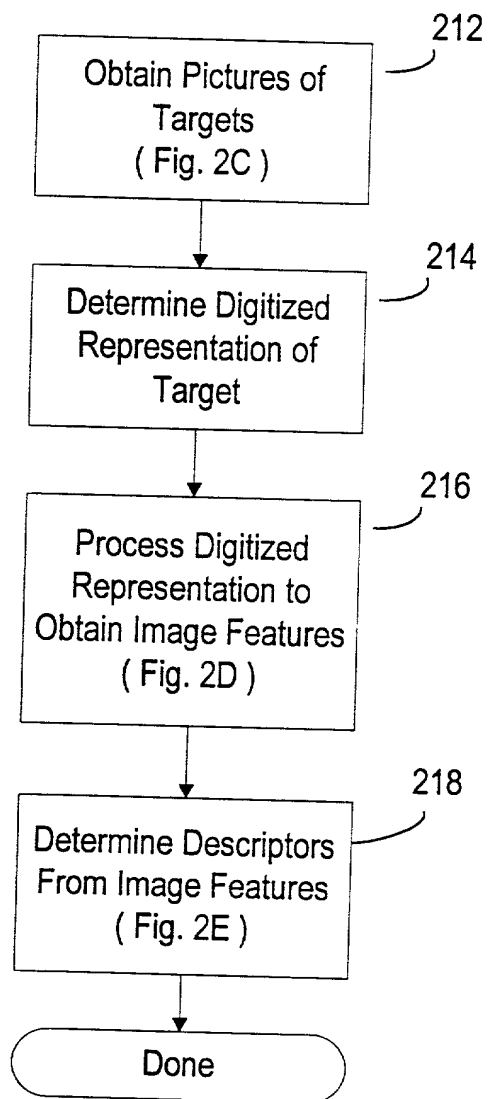 212
Obtain Pictures of
Targets
( Fig. 2C )
214
Determine Digitized
Representation of
Target
216
Process Digitized
Representation to
Obtain Image Features
( Fig. 2D )
218
Determine Descriptors
From Image Features
( Fig. 2E )
Done